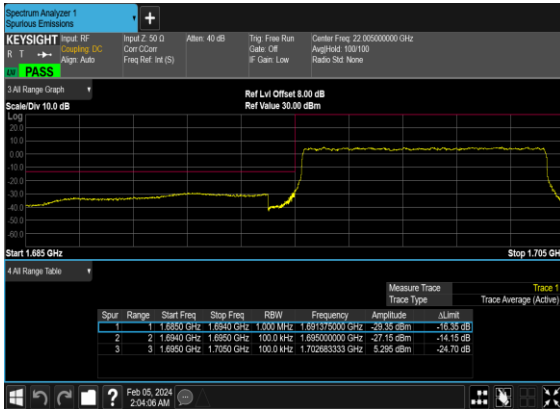 Spectrum Analyzer 1
Spurious Emissions
KEYSIGHT Input: RF Input Z: 50 Ω Atten: 40 dB Trig: Free Run Center Freq: 22.005000000 GHz
R T Coupling: DC Corr CCorr Gate: Off Avg|Hold: 100/100
Align: Auto Freq Ref: Int (S) IF Gain: Low Radio Std: None
LXI PASS
3 All Range Graph Ref Lvl Offset 8.00 dB
Scale/Div 10.0 dB Ref Value 30.00 dBm
Log
20.0
10.0
0.00
-10.0
-20.0
-30.0
-40.0
-50.0
-60.0
Start 1.685 GHz Stop 1.705 GH
4 All Range Table
Measure Trace Trace 1
Trace Type Trace Average (Active)
Spur Range Start Freq Stop Freq RBW Frequency Amplitude ΔLimit
1 1 1.6850 GHz 1.6940 GHz 1.000 MHz 1.691375000 GHz -29.35 dBm -16.35 dB
2 2 1.6940 GHz 1.6950 GHz 100.0 kHz 1.695000000 GHz -27.15 dBm -14.15 dB
3 3 1.6950 GHz 1.7050 GHz 100.0 kHz 1.702683333 GHz 5.295 dBm -24.70 dB
Feb 05, 2024
2:04:06 AM